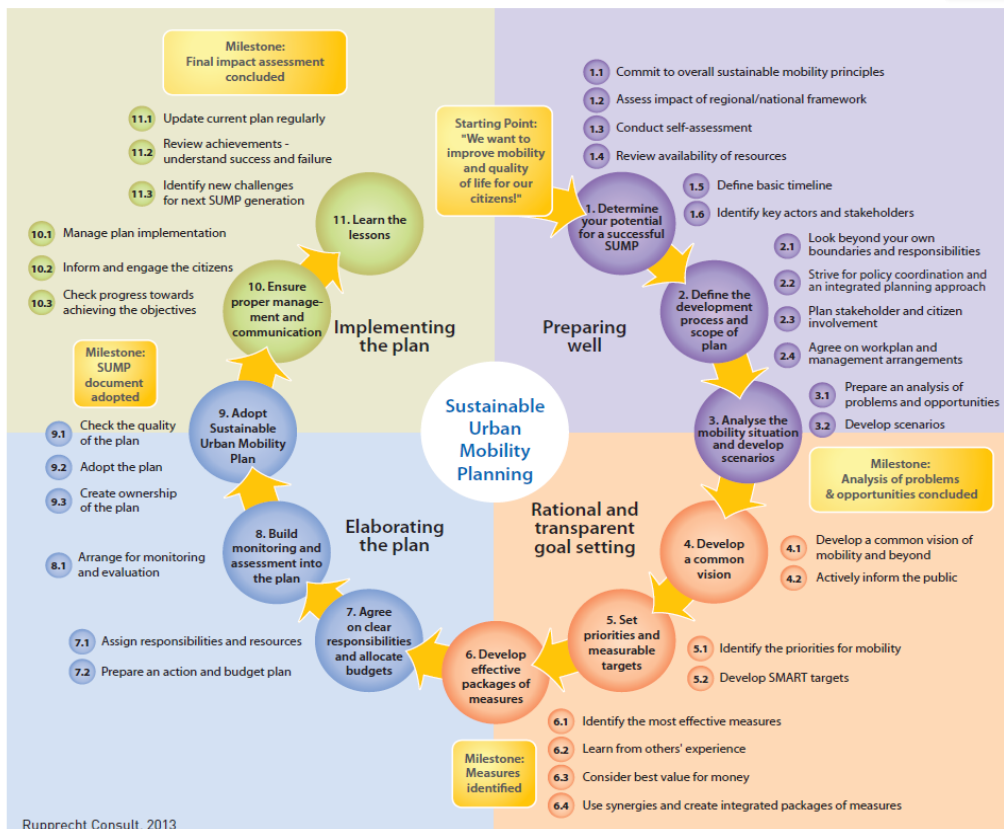 Sustainable
Urban
Mobility
Planning
Starting Point:
"We want to
improve mobility
and quality
of life for our
citizens!"
Preparing
well
1. Determine
your potential
for a successful
SUMP
1.1 Commit to overall sustainable mobility principles
1.2 Assess impact of regional/national framework
1.3 Conduct self-assessment
1.4 Review availability of resources
1.5 Define basic timeline
1.6 Identify key actors and stakeholders
2. Define the
development
process and
scope of
plan
2.1 Look beyond your own
boundaries and responsibilities
2.2 Strive for policy coordination and
an integrated planning approach
2.3 Plan stakeholder and citizen
involvement
2.4 Agree on workplan and
management arrangements
3. Analyse the
mobility situation
and develop
scenarios
3.1 Prepare an analysis of
problems and opportunities
3.2 Develop scenarios
Milestone:
Analysis of problems
& opportunities concluded
Rational and
transparent
goal setting
4. Develop
a common
vision
4.1 Develop a common vision of
mobility and beyond
4.2 Actively inform the public
5. Set
priorities and
measurable
targets
5.1 Identify the priorities for mobility
5.2 Develop SMART targets
6. Develop
effective
packages of
measures
6.1 Identify the most effective measures
6.2 Learn from others' experience
6.3 Consider best value for money
6.4 Use synergies and create integrated packages of measures
Milestone:
Measures
identified
Elaborating
the plan
7. Agree
on clear
responsibilities
and allocate
budgets
7.1 Assign responsibilities and resources
7.2 Prepare an action and budget plan
8. Build
monitoring and
assessment into
the plan
8.1 Arrange for monitoring
and evaluation
9. Adopt
Sustainable
Urban Mobility
Plan
9.1 Check the quality
of the plan
9.2 Adopt the plan
9.3 Create ownership
of the plan
Milestone:
SUMP
document
adopted
Implementing
the plan
10. Ensure
proper manage-
ment and
communication
10.1 Manage plan implementation
10.2 Inform and engage the citizens
10.3 Check progress towards
achieving the objectives
11. Learn the
lessons
11.1 Update current plan regularly
11.2 Review achievements -
understand success and failure
11.3 Identify new challenges
for next SUMP generation
Milestone:
Final impact assessment
concluded
Rupprecht Consult, 2013